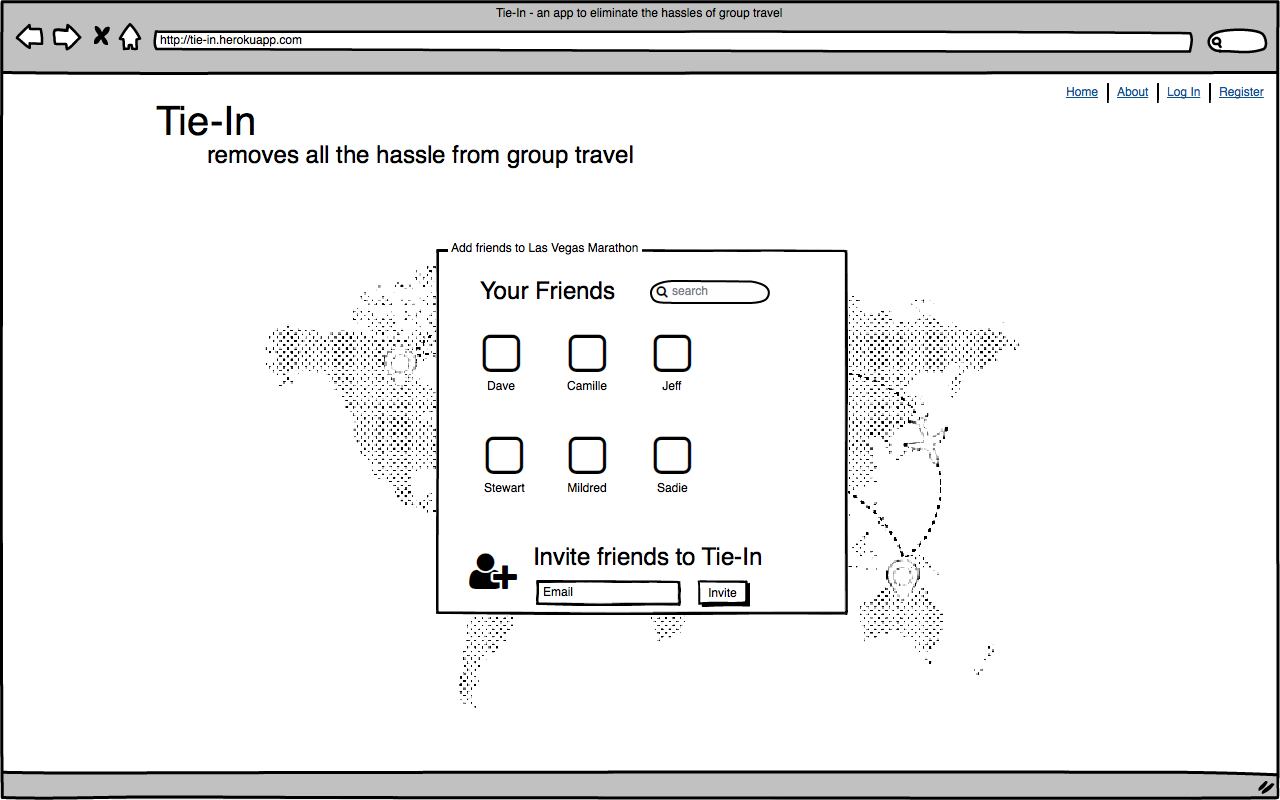 Tie-In - an app to eliminate the hassles of group travel
http://tie-in.herokuapp.com
Home About Log In Register
Tie-In
removes all the hassle from group travel
Add friends to Las Vegas Marathon
Your Friends search
Dave Camille Jeff
Stewart Mildred Sadie
Invite friends to Tie-In
Email Invite